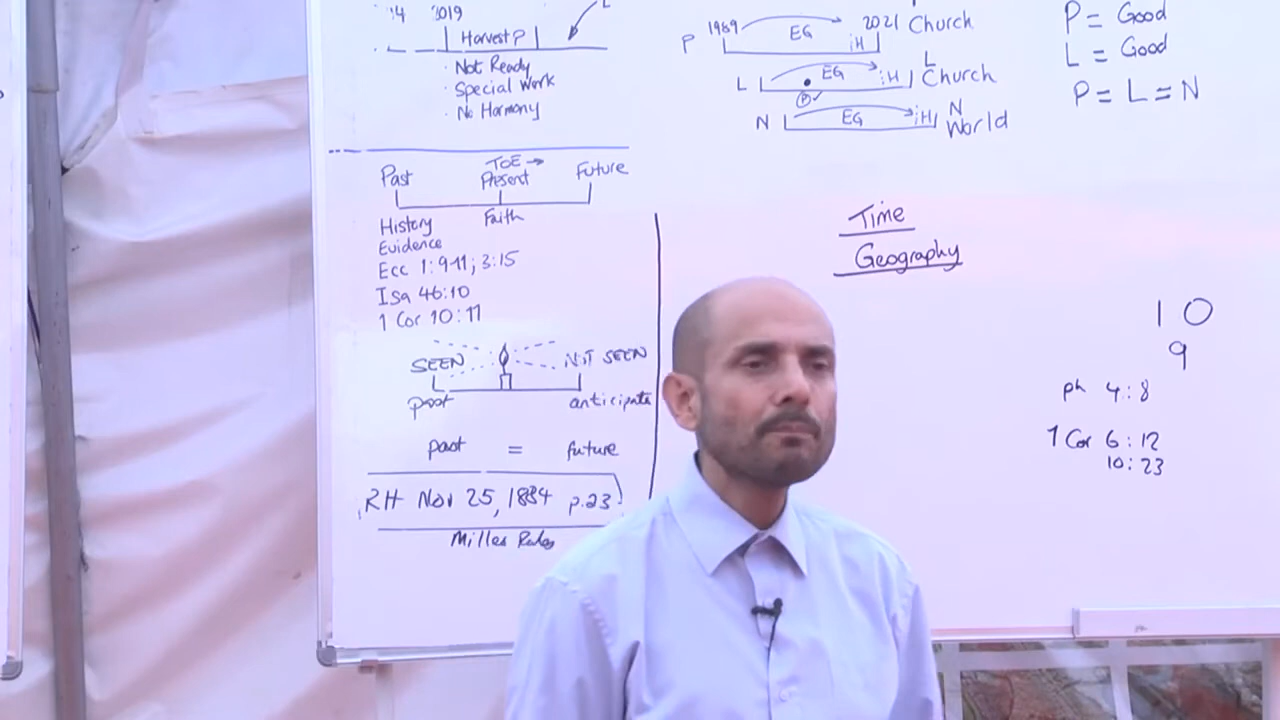 14 2019
L
Harvest P
· Not Ready
· Special Work
· No Harmony
Past
TOE →
Present
Future
History
Faith
Evidence
Ecc 1:9-11; 3:15
Isa 46:10
1 Cor 10:11
SEEN
NOT SEEN
past
anticipate
past = future
RH Nov 25, 1884 p.23
Miller Rules
P 1989 EG iH 2021 Church
L EG iH L Church
P ✓
N EG iH N World
P = Good
L = Good
P = L = N
Time
Geography
10
9
ph 4:8
1 Cor 6:12
10:23